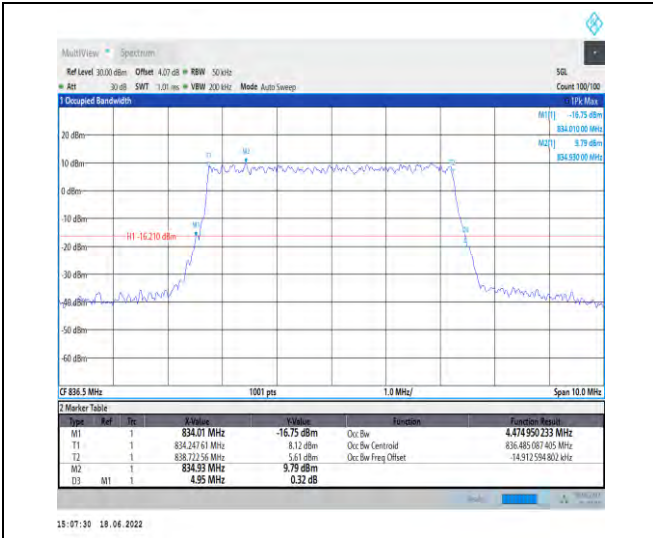 MultiView Spectrum
Ref Level 30.00 dBm Offset 4.07 dB RBW 50 kHz SGL
Att 30 dB SWT 1.01 ms VBW 200 kHz Mode Auto Sweep Count 100/100
1 Occupied Bandwidth 1Pk Max
M1[1] -16.75 dBm
834.010 00 MHz
M2[1] 9.79 dBm
834.930 00 MHz
20 dBm
T1 M2
10 dBm
0 dBm
-10 dBm
M1
H1 -16.210 dBm
-20 dBm
-30 dBm
-40 dBm
-50 dBm
-60 dBm
CF 836.5 MHz 1001 pts 1.0 MHz/ Span 10.0 MHz
2 Marker Table
Type Ref Trc X-Value Y-Value Function Function Result
M1 1 834.01 MHz -16.75 dBm Occ Bw 4.474 950 233 MHz
T1 1 834.247 61 MHz 8.12 dBm Occ Bw Centroid 836.485 087 405 MHz
T2 1 838.722 56 MHz 5.61 dBm Occ Bw Freq Offset -14.912 594 802 kHz
M2 1 834.93 MHz 9.79 dBm
D3 M1 1 4.95 MHz 0.32 dB
15:07:30 18.06.2022